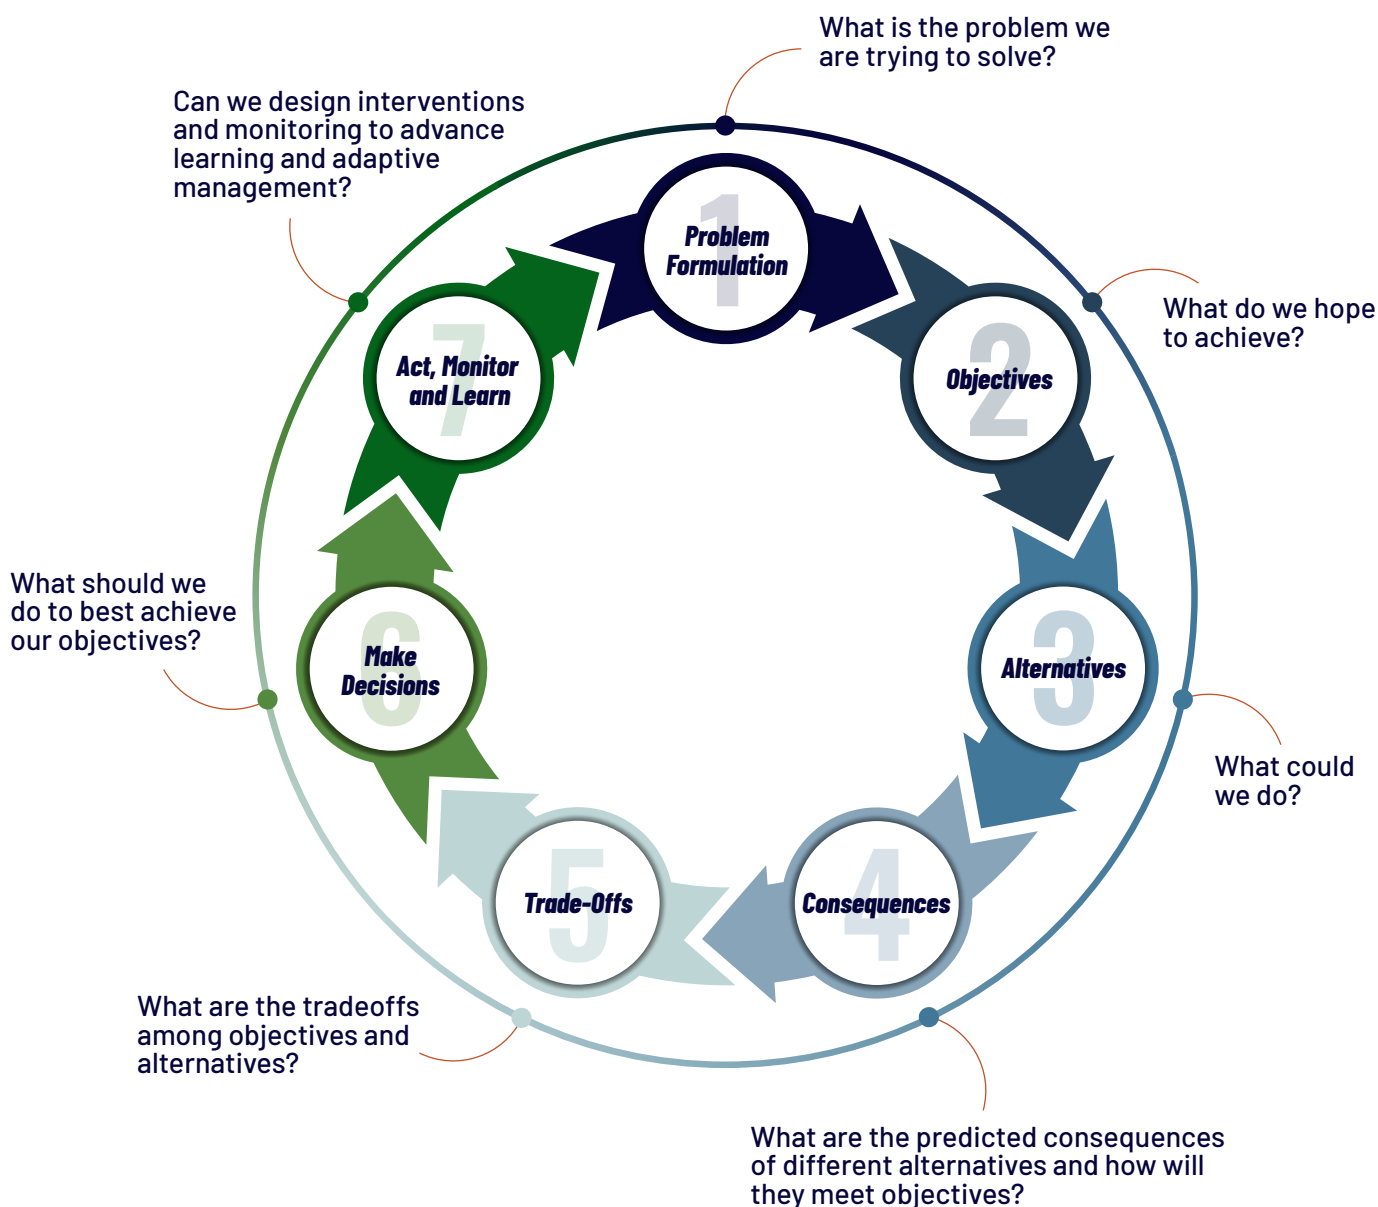 What is the problem we
are trying to solve?
1
Problem
Formulation
What do we hope
to achieve?
2
Objectives
What could
we do?
3
Alternatives
What are the predicted consequences
of different alternatives and how will
they meet objectives?
4
Consequences
What are the tradeoffs
among objectives and
alternatives?
5
Trade-Offs
What should we
do to best achieve
our objectives?
6
Make
Decisions
Can we design interventions
and monitoring to advance
learning and adaptive
management?
7
Act, Monitor
and Learn